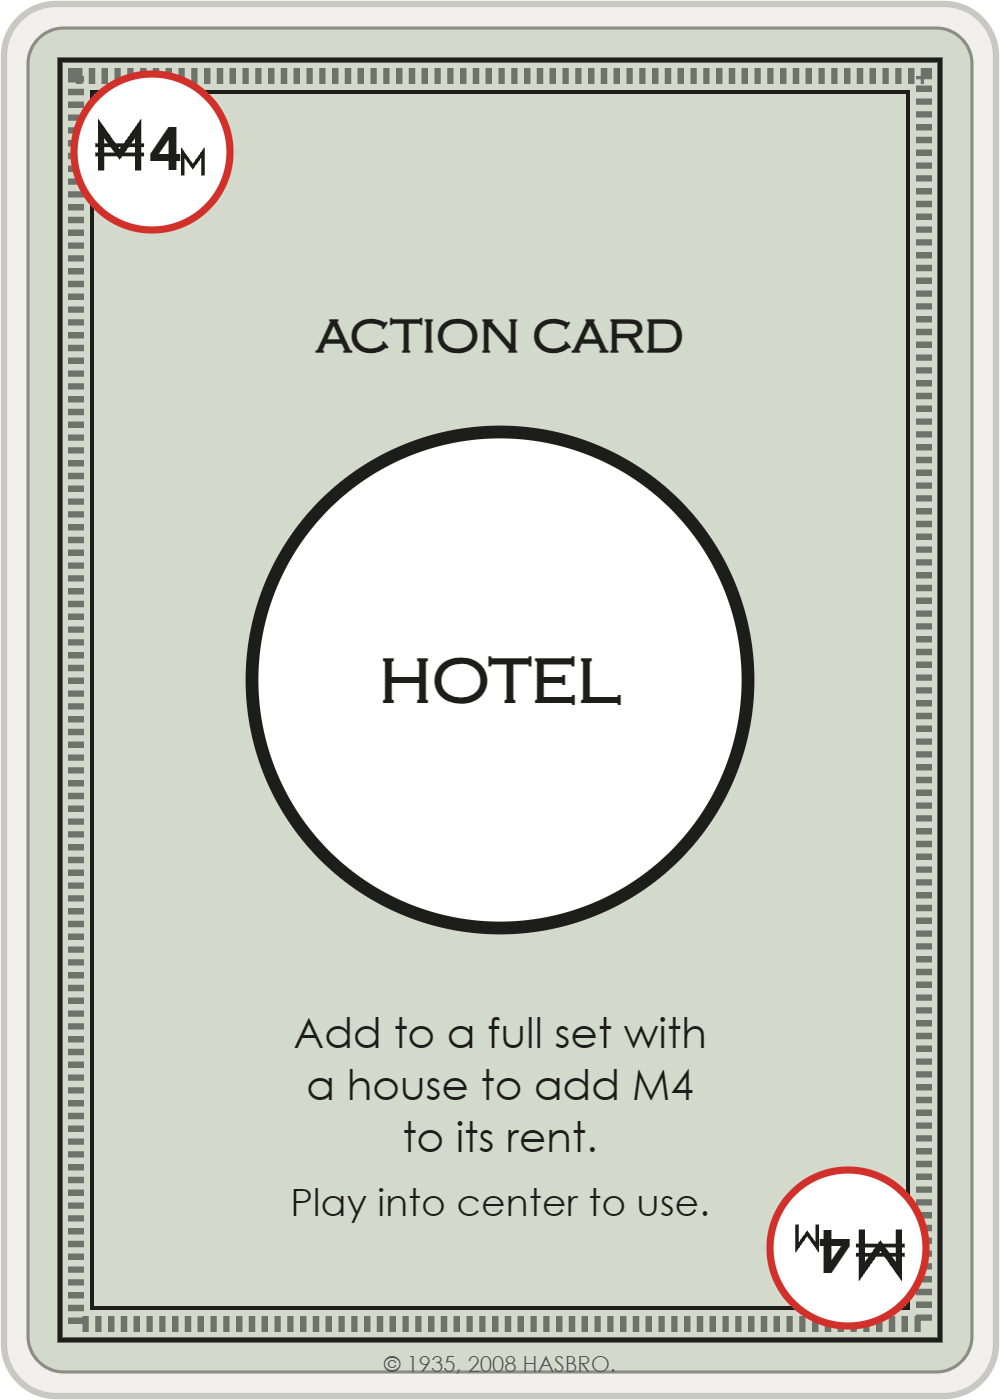 M4M
ACTION CARD
HOTEL
Add to a full set with
a house to add M4
to its rent.
Play into center to use.
M4M
© 1935, 2008 HASBRO.